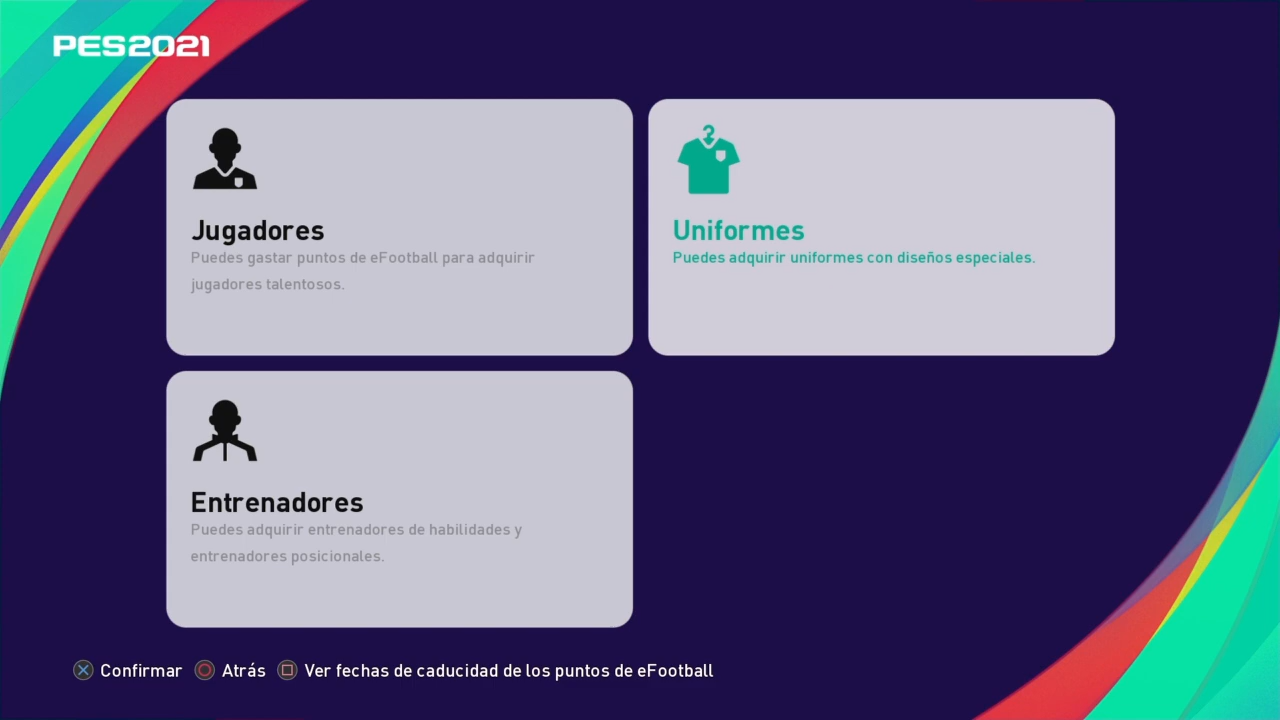 PES2021
Jugadores
Puedes gastar puntos de eFootball para adquirir
jugadores talentosos.
Uniformes
Puedes adquirir uniformes con diseños especiales.
Entrenadores
Puedes adquirir entrenadores de habilidades y
entrenadores posicionales.
Confirmar Atrás Ver fechas de caducidad de los puntos de eFootball